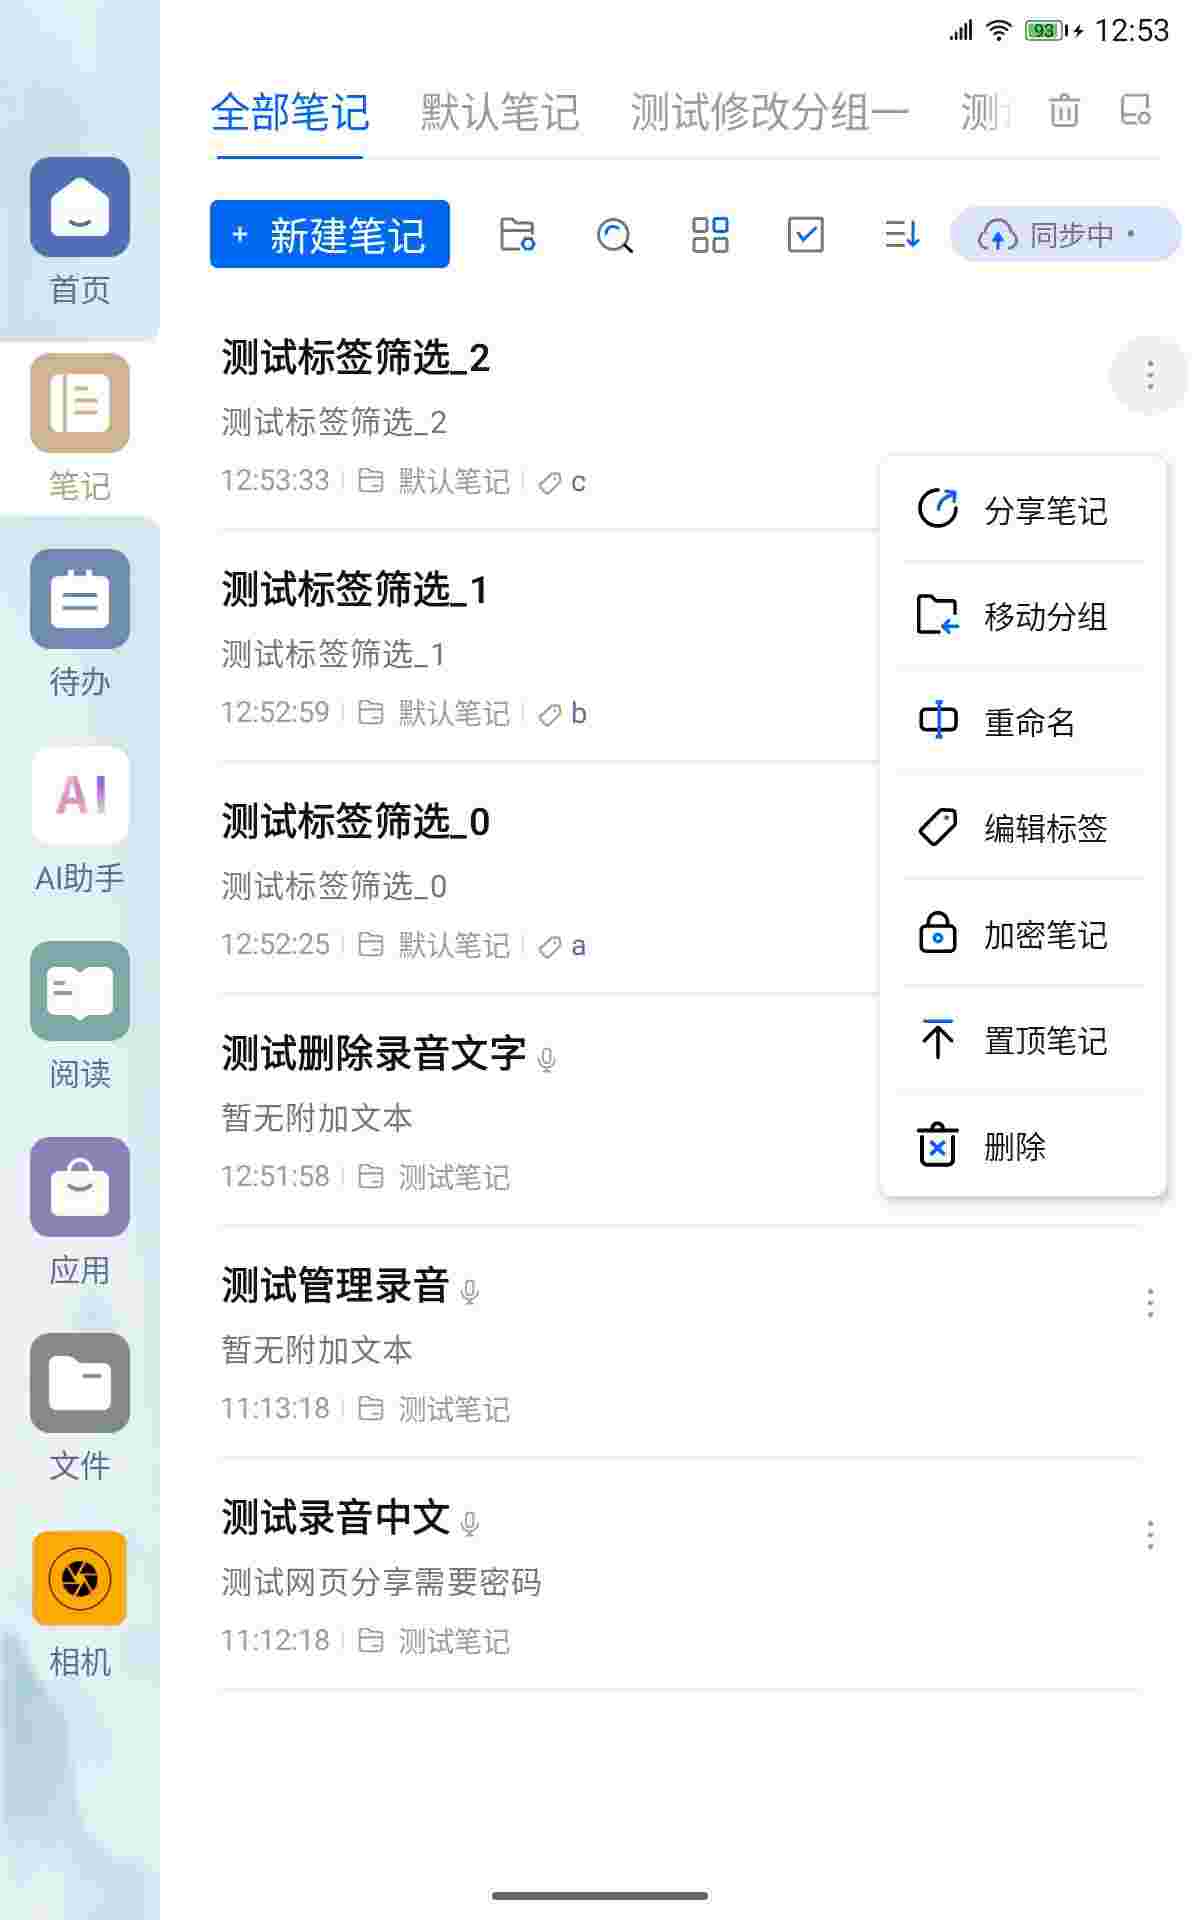 93 12:53
全部笔记 默认笔记 测试修改分组一 测
+ 新建笔记 同步中
首页
笔记
待办
AI
AI助手
阅读
应用
文件
相机
测试标签筛选_2
测试标签筛选_2
12:53:33 默认笔记 c
测试标签筛选_1
测试标签筛选_1
12:52:59 默认笔记 b
测试标签筛选_0
测试标签筛选_0
12:52:25 默认笔记 a
测试删除录音文字
暂无附加文本
12:51:58 测试笔记
测试管理录音
暂无附加文本
11:13:18 测试笔记
测试录音中文
测试网页分享需要密码
11:12:18 测试笔记
分享笔记
移动分组
重命名
编辑标签
加密笔记
置顶笔记
删除